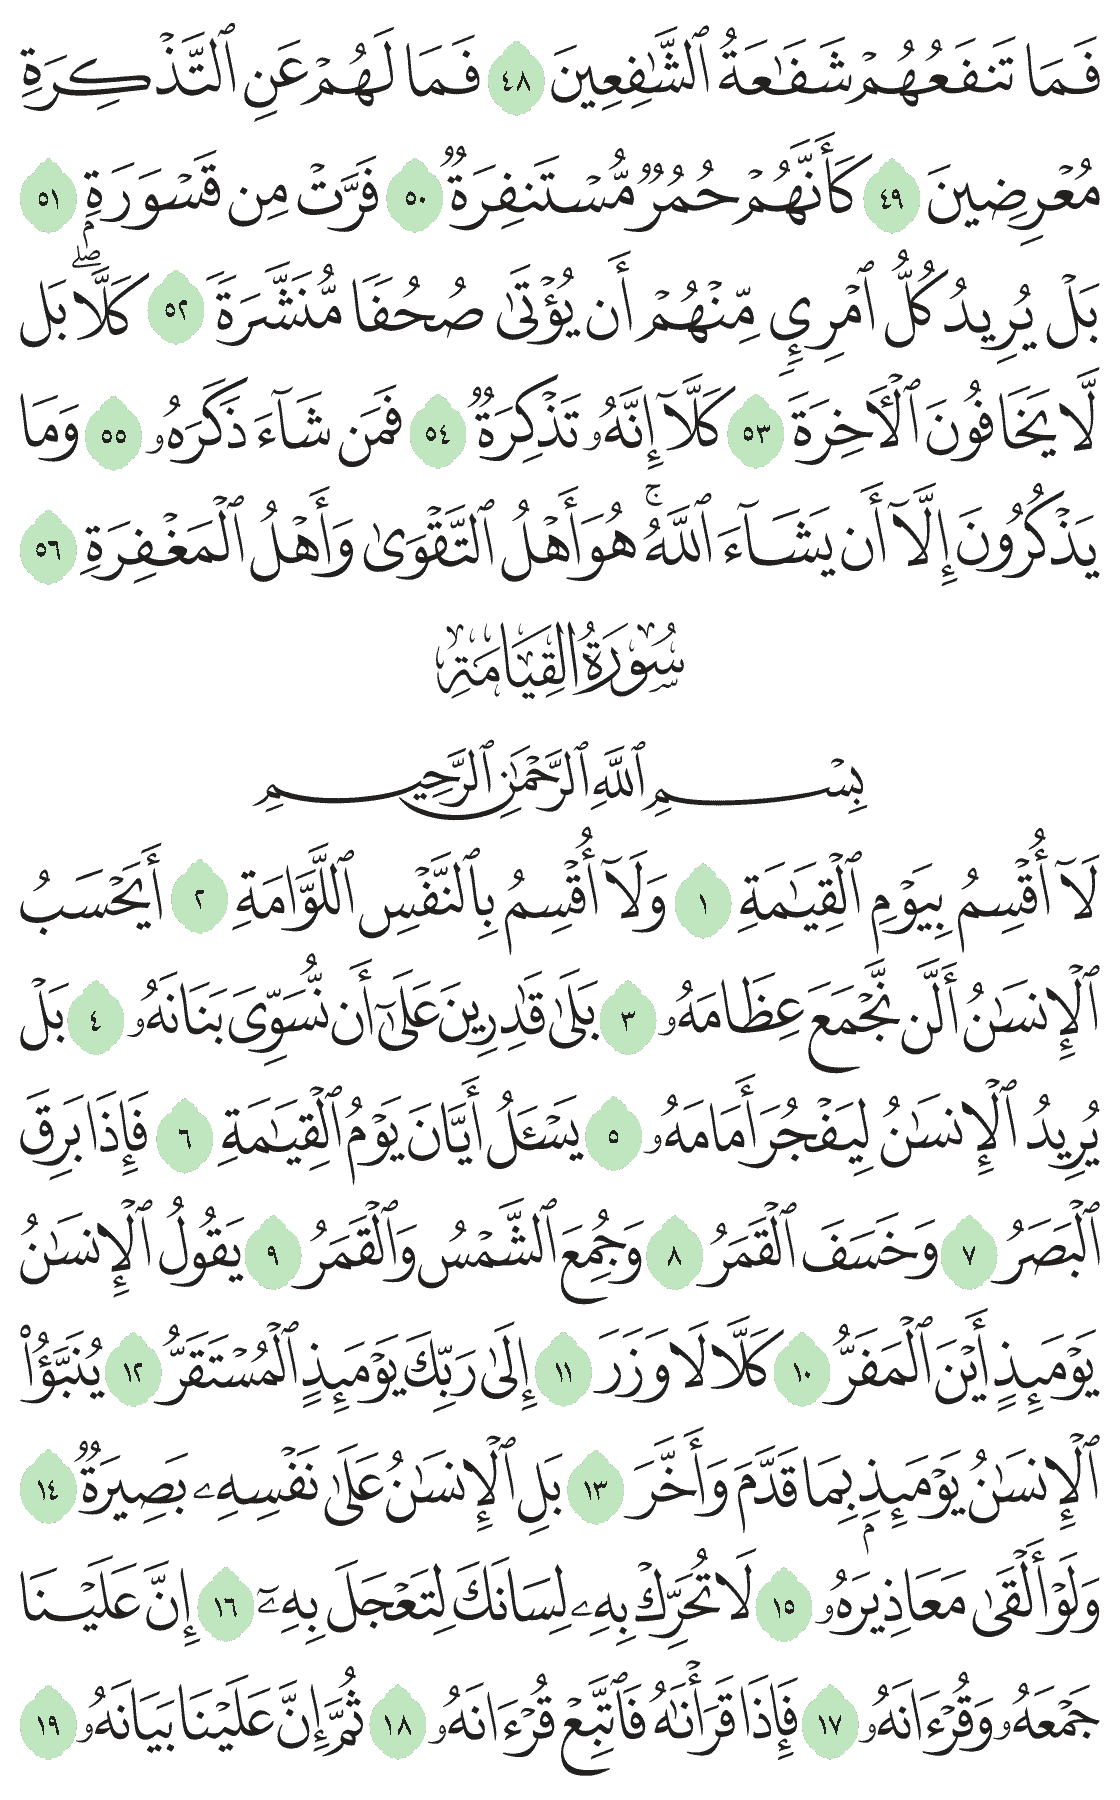 فَمَا تَنفَعُهُمْ شَفَٰعَةُ ٱلشَّٰفِعِينَ ٤٨ فَمَا لَهُمْ عَنِ ٱلتَّذْكِرَةِ
مُعْرِضِينَ ٤٩ كَأَنَّهُمْ حُمُرٌ مُّسْتَنفِرَةٌ ٥٠ فَرَّتْ مِن قَسْوَرَةٍۭ ٥١
بَلْ يُرِيدُ كُلُّ ٱمْرِئٍ مِّنْهُمْ أَن يُؤْتَىٰ صُحُفًا مُّنَشَّرَةً ٥٢ كَلَّاۖ بَل
لَّا يَخَافُونَ ٱلْأَخِرَةَ ٥٣ كَلَّآ إِنَّهُۥ تَذْكِرَةٌ ٥٤ فَمَن شَآءَ ذَكَرَهُۥ ٥٥ وَمَا
يَذْكُرُونَ إِلَّآ أَن يَشَآءَ ٱللَّهُۚ هُوَ أَهْلُ ٱلتَّقْوَىٰ وَأَهْلُ ٱلْمَغْفِرَةِ ٥٦
سُورَةُ القِيَامَةِ
بِسْمِ ٱللَّهِ ٱلرَّحْمَٰنِ ٱلرَّحِيمِ
لَآ أُقْسِمُ بِيَوْمِ ٱلْقِيَٰمَةِ ١ وَلَآ أُقْسِمُ بِٱلنَّفْسِ ٱللَّوَّامَةِ ٢ أَيَحْسَبُ
ٱلْإِنسَٰنُ أَلَّن نَّجْمَعَ عِظَامَهُۥ ٣ بَلَىٰ قَٰدِرِينَ عَلَىٰٓ أَن نُّسَوِّىَ بَنَانَهُۥ ٤ بَلْ
يُرِيدُ ٱلْإِنسَٰنُ لِيَفْجُرَ أَمَامَهُۥ ٥ يَسْـَٔلُ أَيَّانَ يَوْمُ ٱلْقِيَٰمَةِ ٦ فَإِذَا بَرِقَ
ٱلْبَصَرُ ٧ وَخَسَفَ ٱلْقَمَرُ ٨ وَجُمِعَ ٱلشَّمْسُ وَٱلْقَمَرُ ٩ يَقُولُ ٱلْإِنسَٰنُ
يَوْمَئِذٍ أَيْنَ ٱلْمَفَرُّ ١٠ كَلَّا لَا وَزَرَ ١١ إِلَىٰ رَبِّكَ يَوْمَئِذٍ ٱلْمُسْتَقَرُّ ١٢ يُنَبَّؤُا۟
ٱلْإِنسَٰنُ يَوْمَئِذٍۭ بِمَا قَدَّمَ وَأَخَّرَ ١٣ بَلِ ٱلْإِنسَٰنُ عَلَىٰ نَفْسِهِۦ بَصِيرَةٌ ١٤
وَلَوْ أَلْقَىٰ مَعَاذِيرَهُۥ ١٥ لَا تُحَرِّكْ بِهِۦ لِسَانَكَ لِتَعْجَلَ بِهِۦٓ ١٦ إِنَّ عَلَيْنَا
جَمْعَهُۥ وَقُرْءَانَهُۥ ١٧ فَإِذَا قَرَأْنَٰهُ فَٱتَّبِعْ قُرْءَانَهُۥ ١٨ ثُمَّ إِنَّ عَلَيْنَا بَيَانَهُۥ ١٩